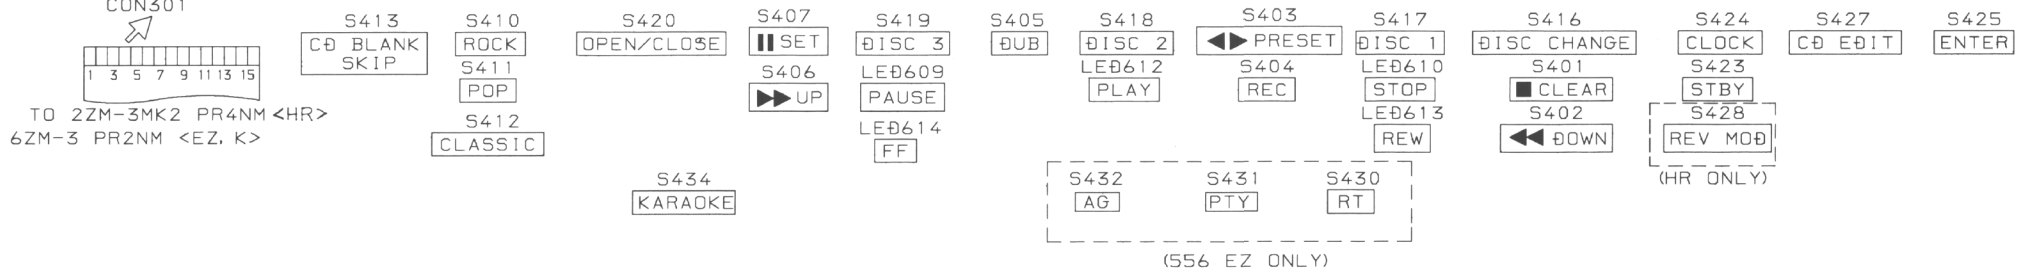 CON301
1 3 5 7 9 11 13 15
TO 2ZM-3MK2 PR4NM <HR>
6ZM-3 PR2NM <EZ, K>
S413
CD BLANK
SKIP
S410
ROCK
S411
POP
S412
CLASSIC
S420
OPEN/CLOSE
S434
KARAOKE
S407
SET
S406
UP
S419
DISC 3
LED609
PAUSE
LED614
FF
S405
DUB
S418
DISC 2
LED612
PLAY
S403
PRESET
S404
REC
S417
DISC 1
LED610
STOP
LED613
REW
S416
DISC CHANGE
S401
CLEAR
S402
DOWN
S424
CLOCK
S423
STBY
S428
REV MOD
(HR ONLY)
S427
CD EDIT
S425
ENTER
S432
AG
S431
PTY
S430
RT
(556 EZ ONLY)